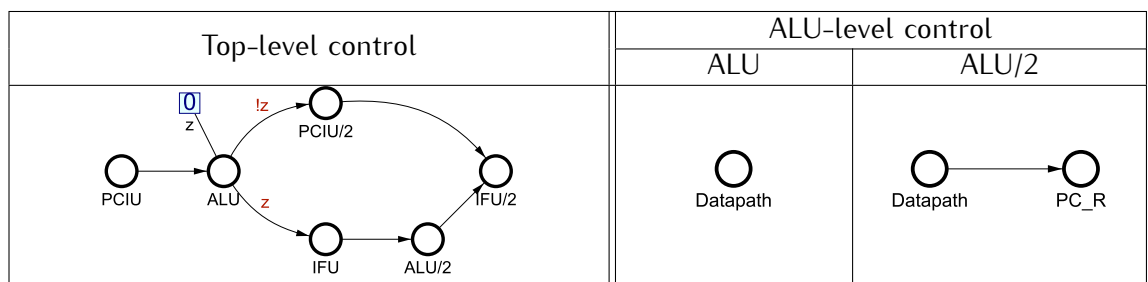 Top-level control
ALU-level control
ALU
ALU/2
0
z
!z
PCIU/2
PCIU
ALU
IFU/2
z
IFU
ALU/2
Datapath
Datapath
PC_R